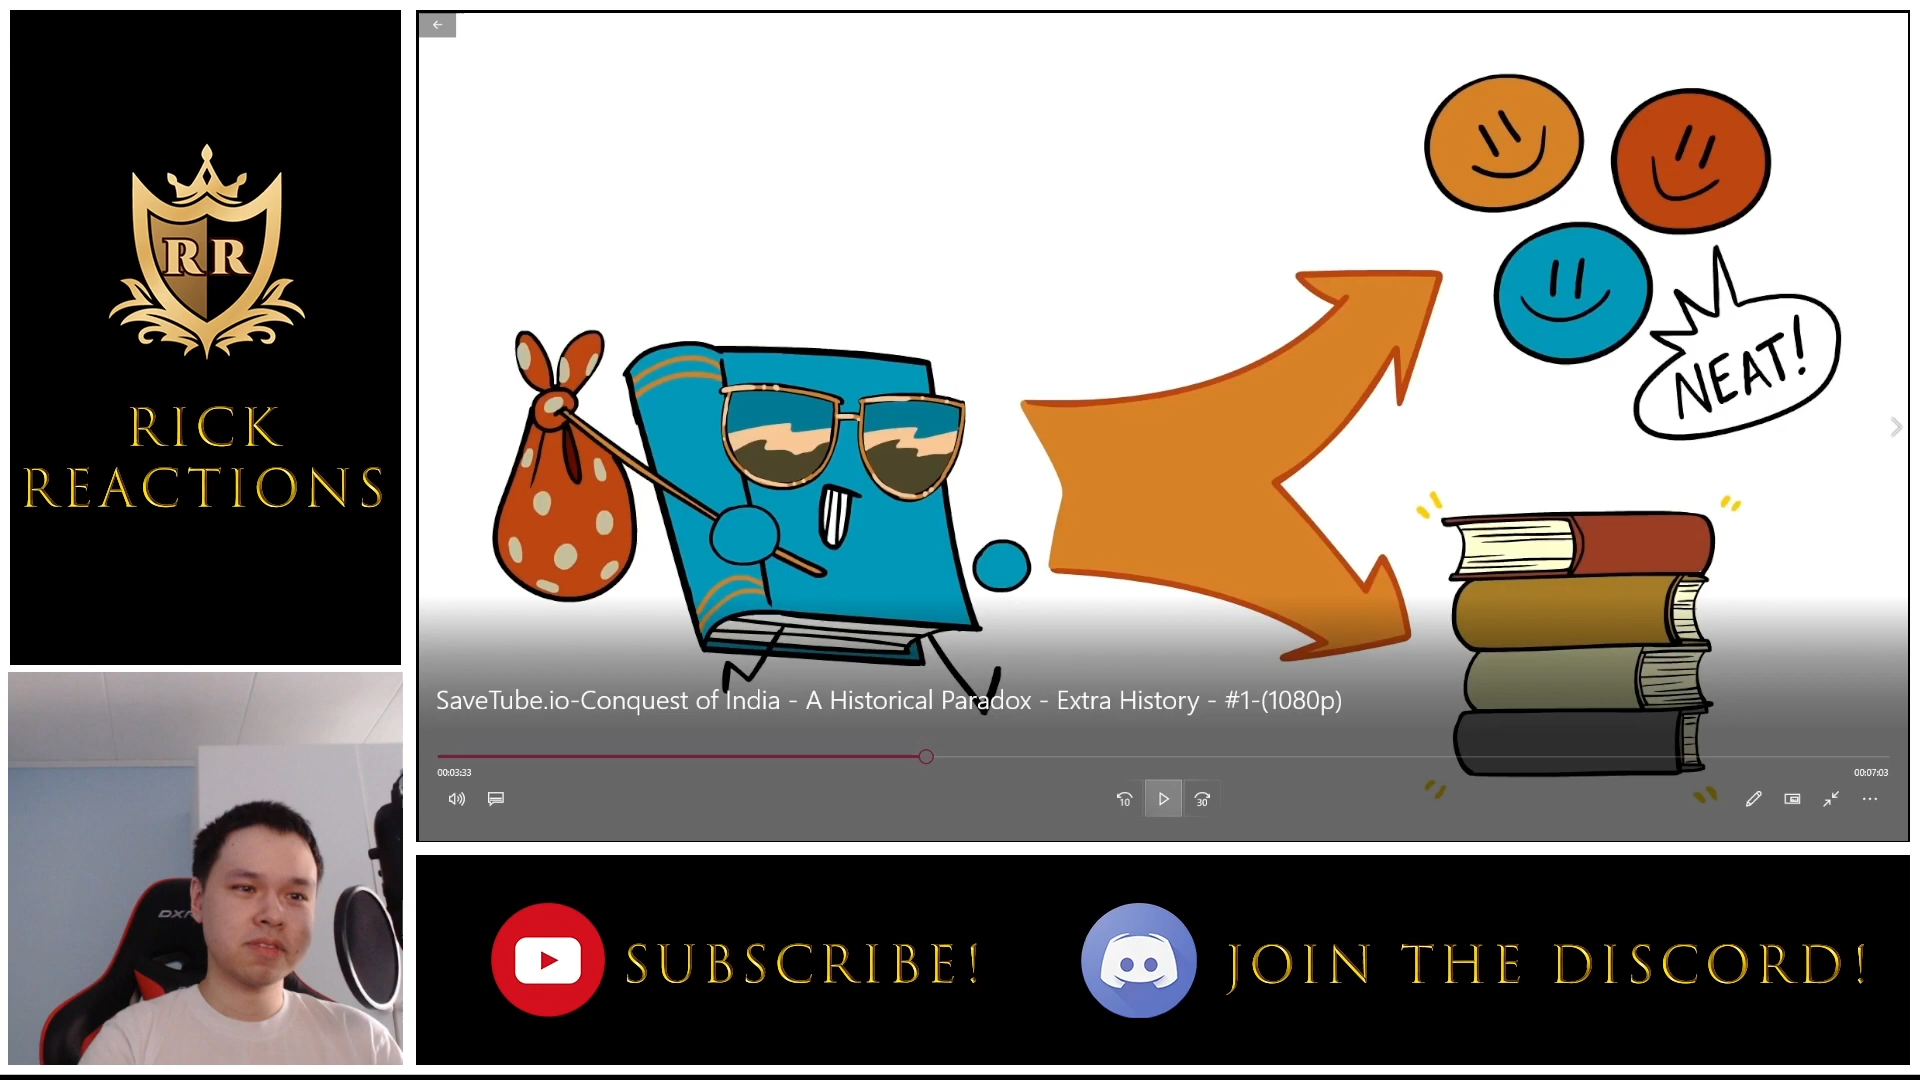 RR
RICK
REACTIONS
NEAT!
SaveTube.io-Conquest of India - A Historical Paradox - Extra History - #1-(1080p)
00:03:33
00:07:03
10
30
DXR
SUBSCRIBE!
JOIN THE DISCORD!